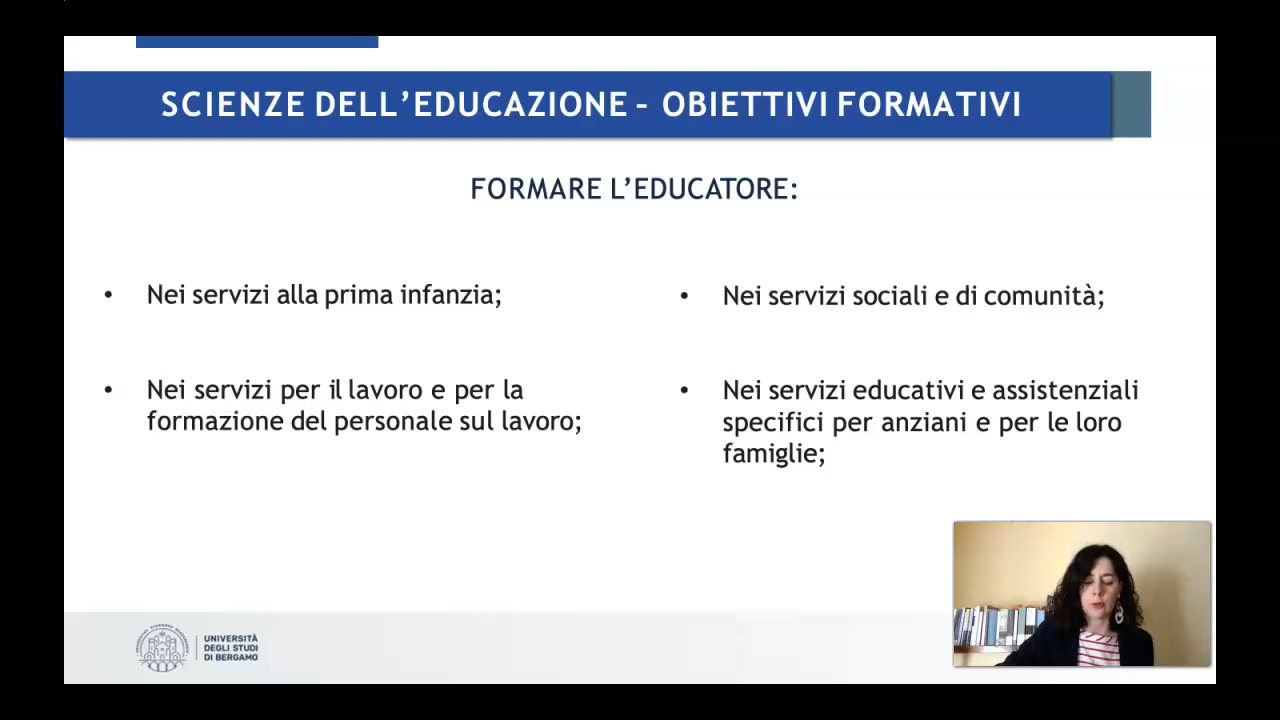 SCIENZE DELL’EDUCAZIONE – OBIETTIVI FORMATIVI
FORMARE L’EDUCATORE:
• Nei servizi alla prima infanzia;
• Nei servizi per il lavoro e per la
formazione del personale sul lavoro;
• Nei servizi sociali e di comunità;
• Nei servizi educativi e assistenziali
specifici per anziani e per le loro
famiglie;
UNIVERSITÀ
DEGLI STUDI
DI BERGAMO